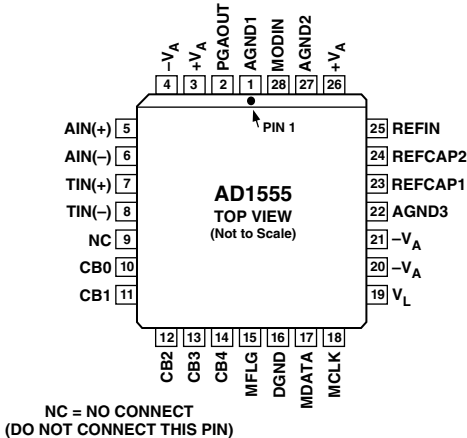 –VA
+VA
PGAOUT
AGND1
MODIN
AGND2
+VA
4 3 2 1 28 27 26
PIN 1
AIN(+) 5
AIN(–) 6
TIN(+) 7
TIN(–) 8
NC 9
CB0 10
CB1 11
AD1555
TOP VIEW
(Not to Scale)
25 REFIN
24 REFCAP2
23 REFCAP1
22 AGND3
21 –VA
20 –VA
19 VL
12 13 14 15 16 17 18
CB2
CB3
CB4
MFLG
DGND
MDATA
MCLK
NC = NO CONNECT
(DO NOT CONNECT THIS PIN)